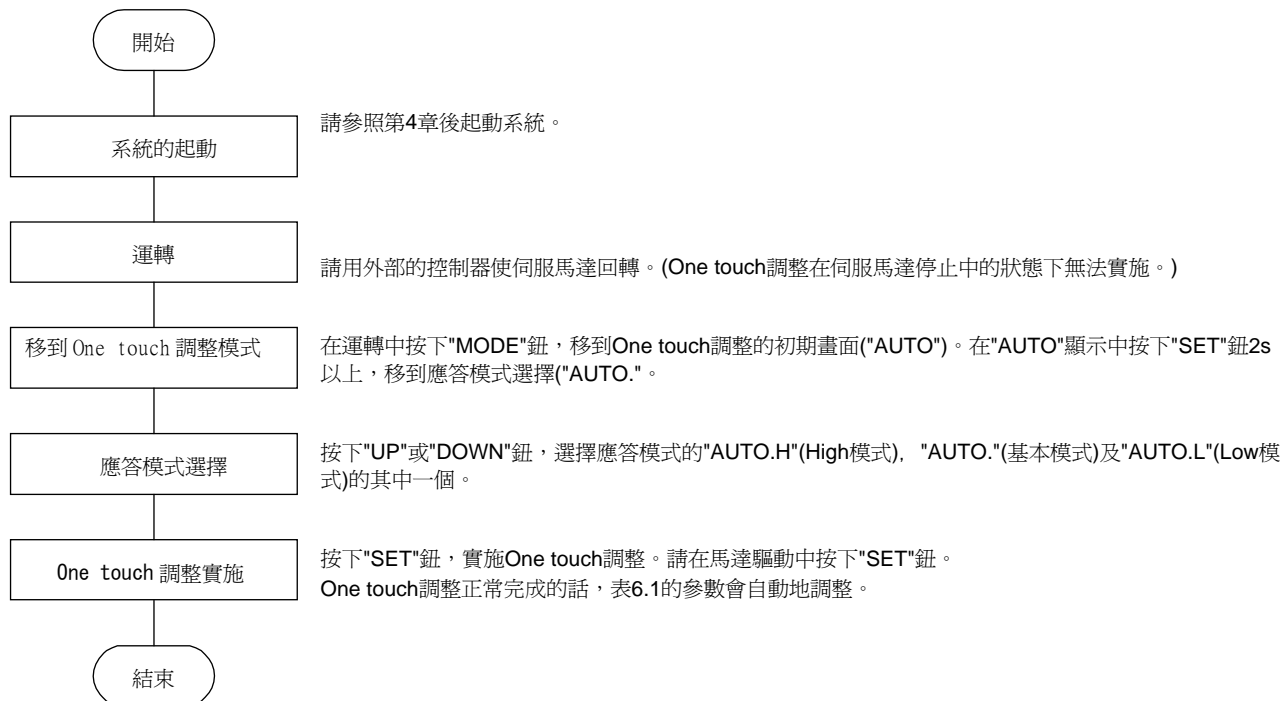 開始
系統的起動
請參照第4章後起動系統。
運轉
請用外部的控制器使伺服馬達回轉。(One touch調整在伺服馬達停止中的狀態下無法實施。)
移到 One touch 調整模式
在運轉中按下"MODE"鈕，移到One touch調整的初期畫面("AUTO")。在"AUTO"顯示中按下"SET"鈕2s
以上，移到應答模式選擇("AUTO."。
應答模式選擇
按下"UP"或"DOWN"鈕，選擇應答模式的"AUTO.H"(High模式), "AUTO."(基本模式)及"AUTO.L"(Low模
式)的其中一個。
One touch 調整實施
按下"SET"鈕，實施One touch調整。請在馬達驅動中按下"SET"鈕。
One touch調整正常完成的話，表6.1的參數會自動地調整。
結束